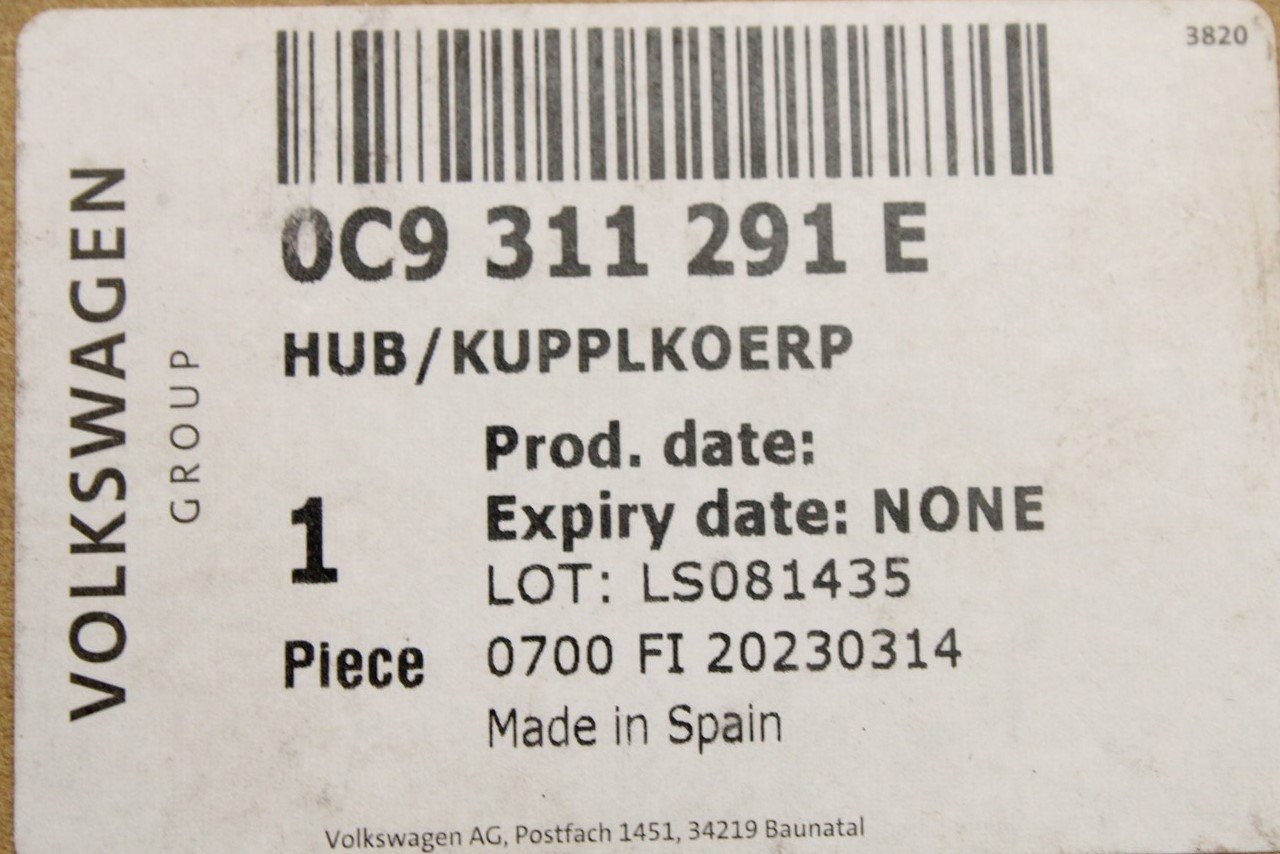 3820
VOLKSWAGEN
GROUP
0C9 311 291 E
HUB/KUPPLKOERP
Prod. date:
Expiry date: NONE
1
LOT: LS081435
Piece
0700 FI 20230314
Made in Spain
Volkswagen AG, Postfach 1451, 34219 Baunatal